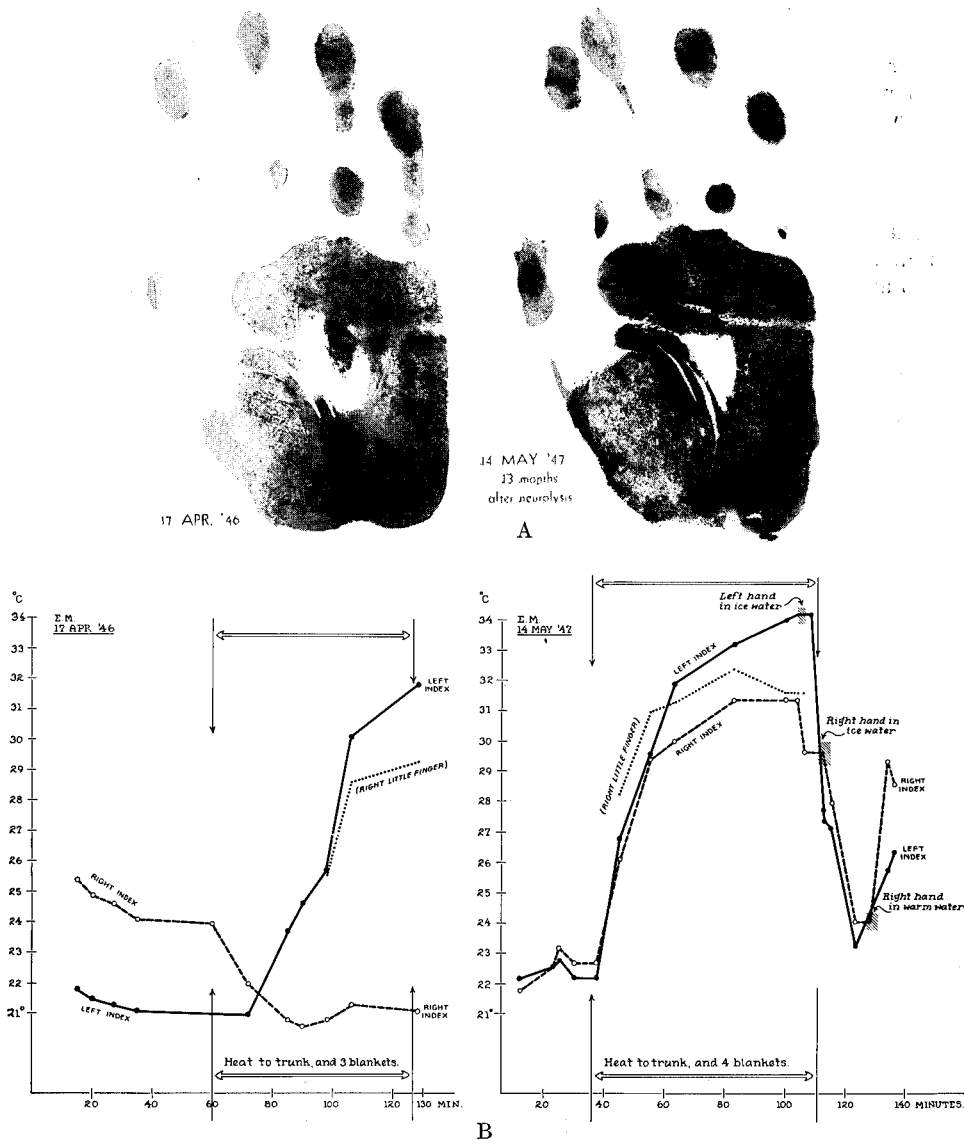 17 APR. '46
14 MAY '47
13 months
after neurolysis
A
°C
E.M.
17 APR '46
34
33
32
31
30
29
28
27
26
25
24
23
22
21°
LEFT
INDEX
(RIGHT LITTLE FINGER)
RIGHT INDEX
LEFT INDEX
RIGHT
INDEX
Heat to trunk, and 3 blankets.
20 40 60 80 100 120 130 MIN.
°C
E.M.
14 MAY '47
34
33
32
31
30
29
28
27
26
25
24
23
22
21°
Left hand
in ice water
LEFT INDEX
(RIGHT LITTLE FINGER)
RIGHT INDEX
Right hand in
ice water
RIGHT
INDEX
LEFT
INDEX
Right hand
in warm water
Heat to trunk, and 4 blankets.
20 40 60 80 100 120 140 MINUTES.
B